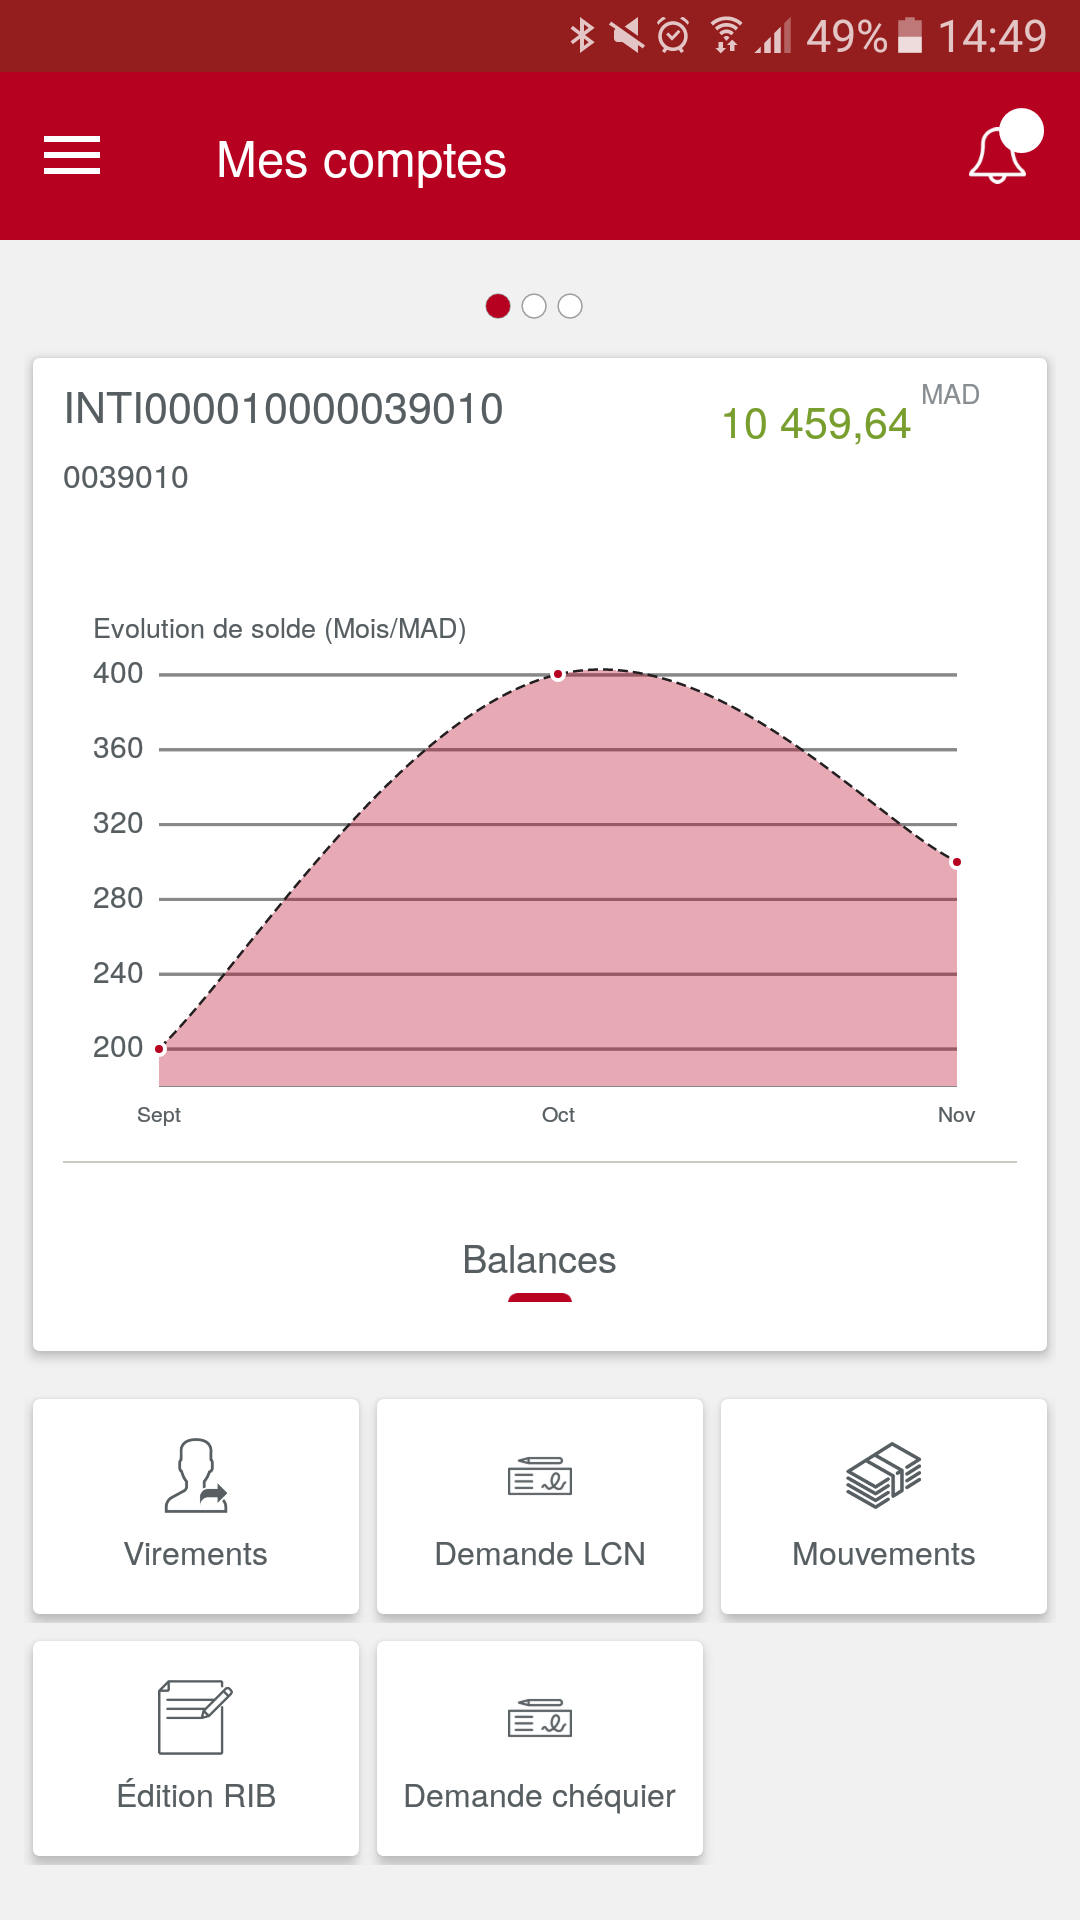 49% 14:49
Mes comptes
INTI000010000039010
10 459,64 MAD
0039010
Evolution de solde (Mois/MAD)
400
360
320
280
240
200
Sept Oct Nov
Balances
Virements Demande LCN Mouvements
Édition RIB Demande chéquier